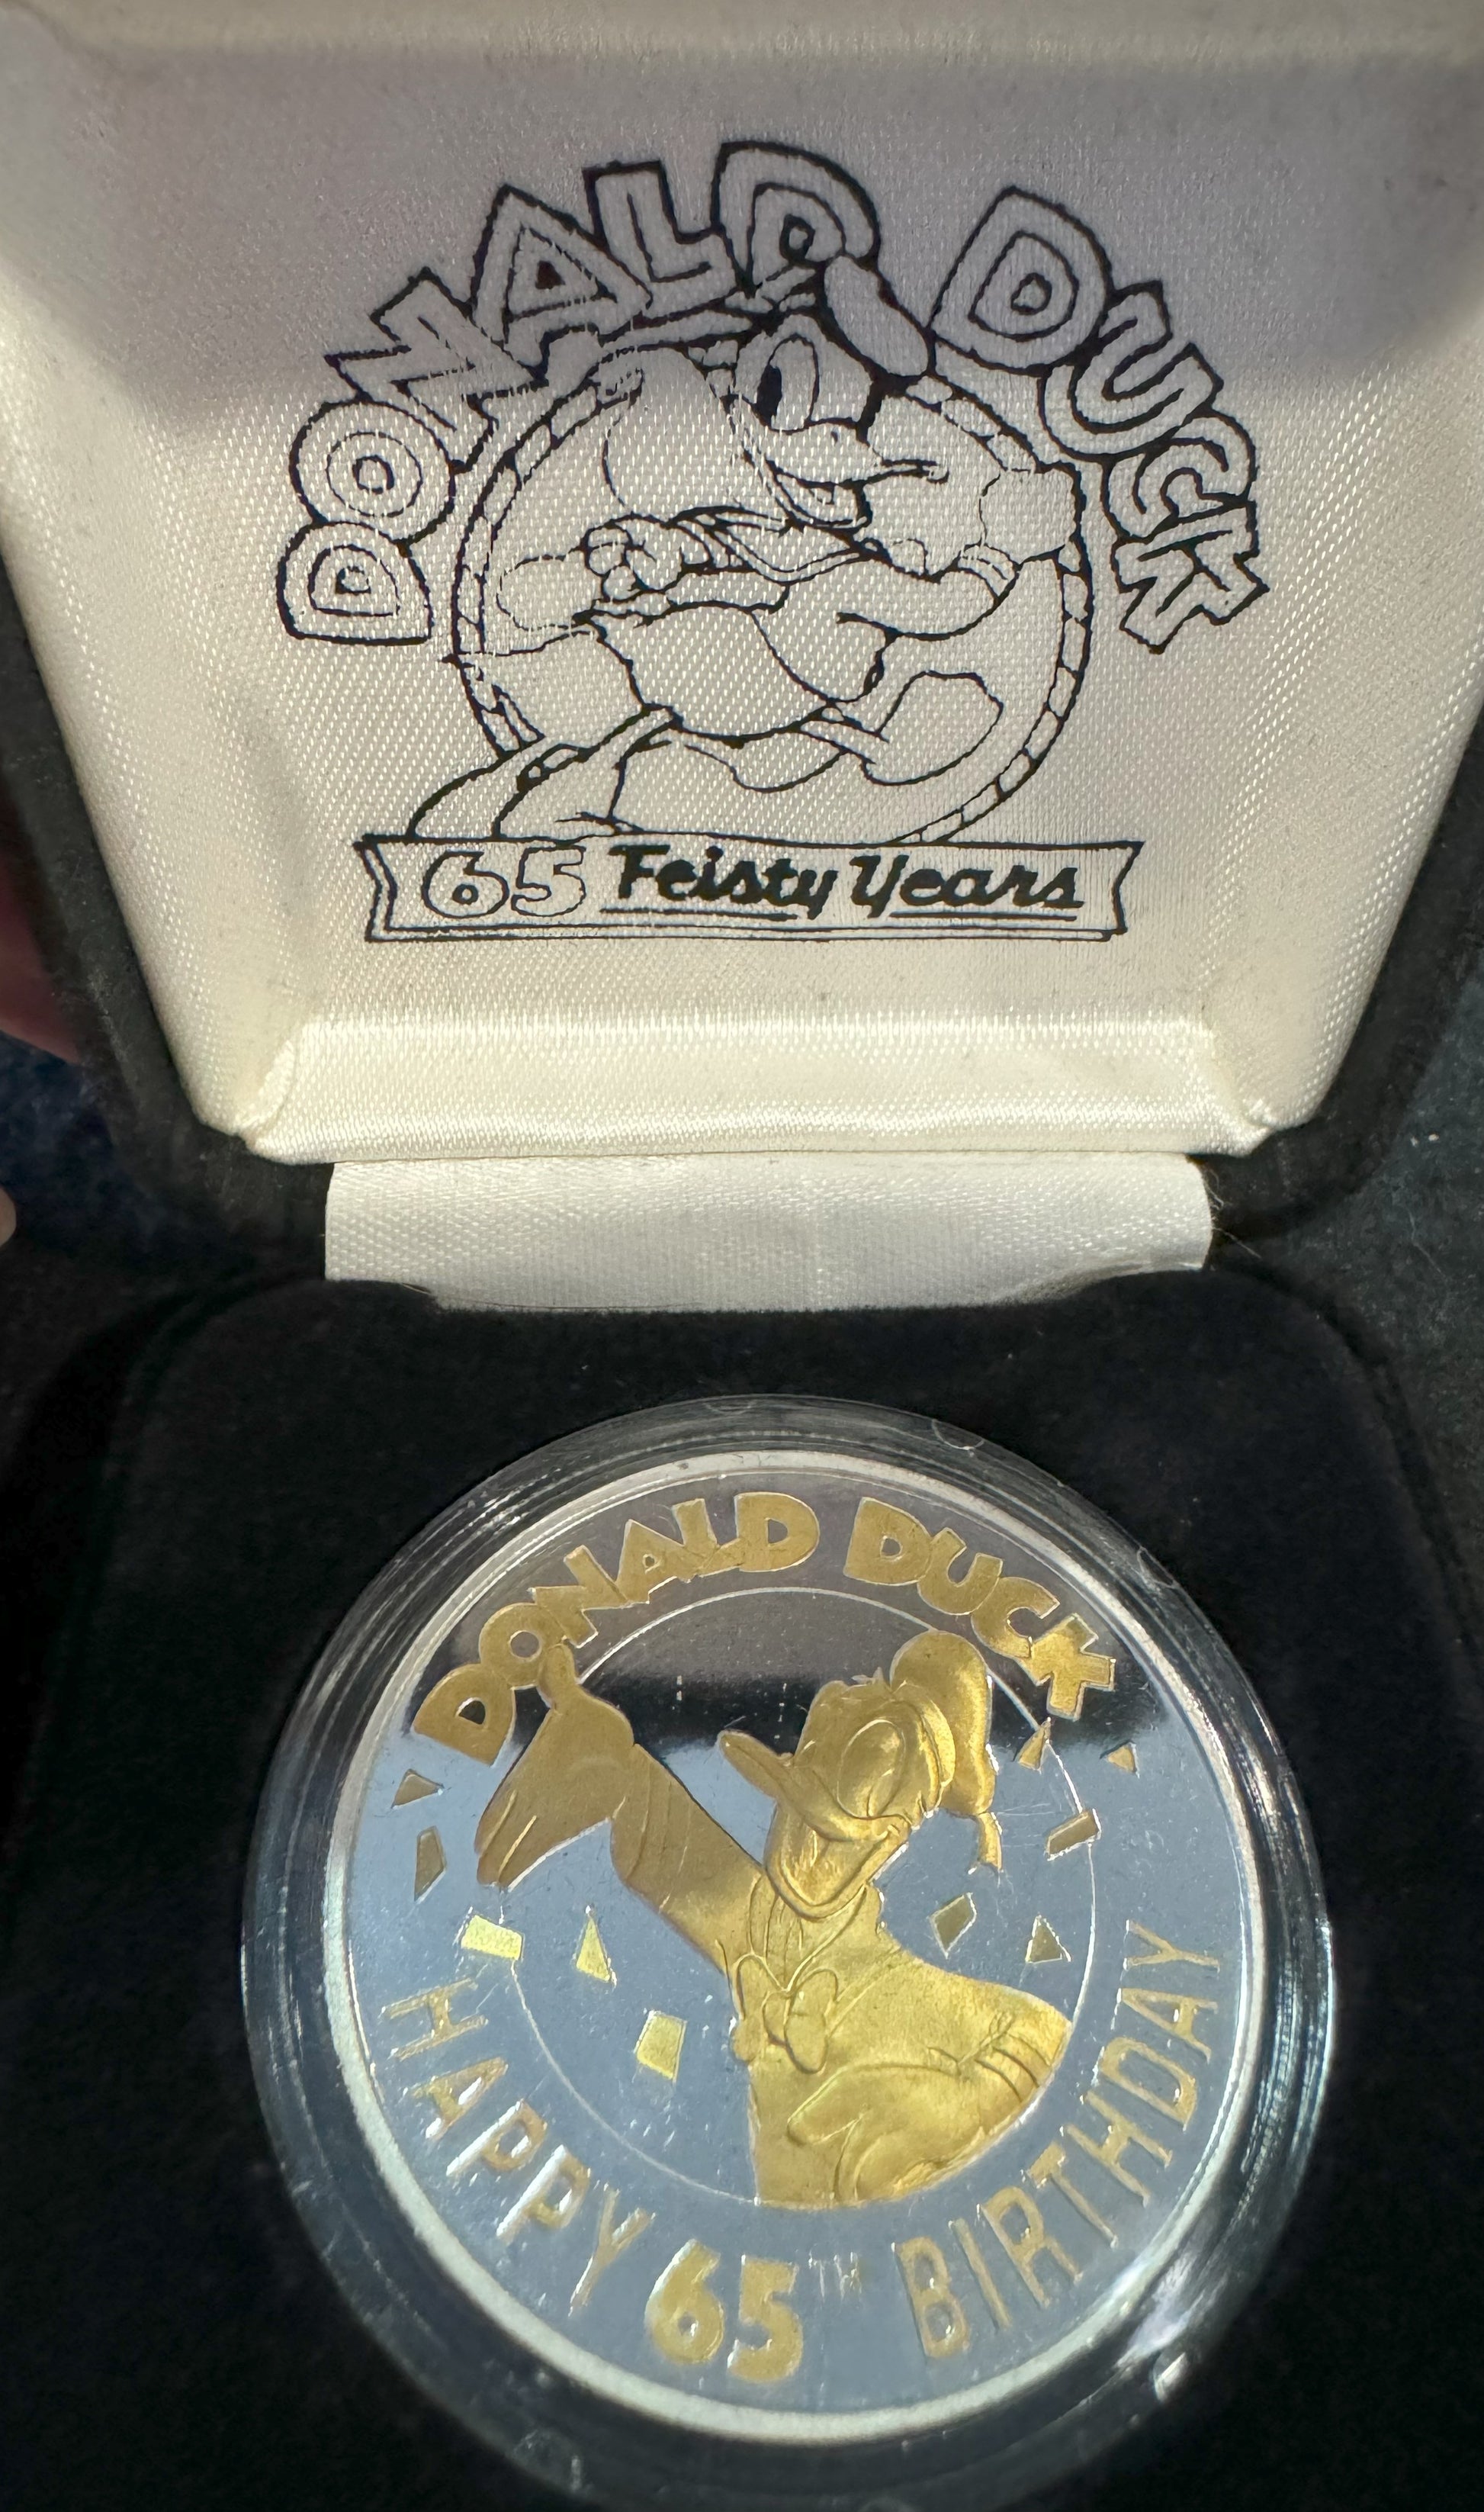 DONALD DUCK
65 Feisty Years
DONALD DUCK
HAPPY 65TH BIRTHDAY